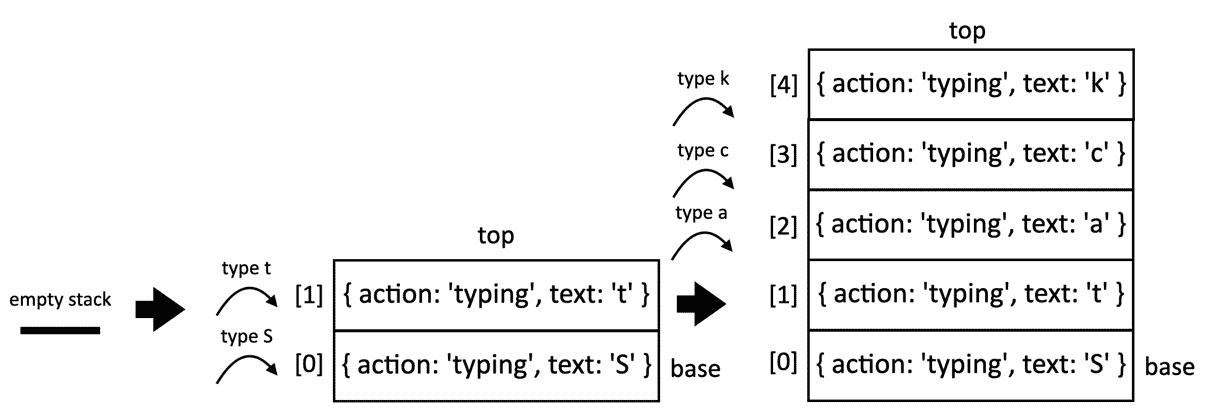 empty stack
top
type t
[1] { action: 'typing', text: 't' }
type S
[0] { action: 'typing', text: 'S' } base
top
type k
[4] { action: 'typing', text: 'k' }
type c
[3] { action: 'typing', text: 'c' }
type a
[2] { action: 'typing', text: 'a' }
[1] { action: 'typing', text: 't' }
[0] { action: 'typing', text: 'S' } base